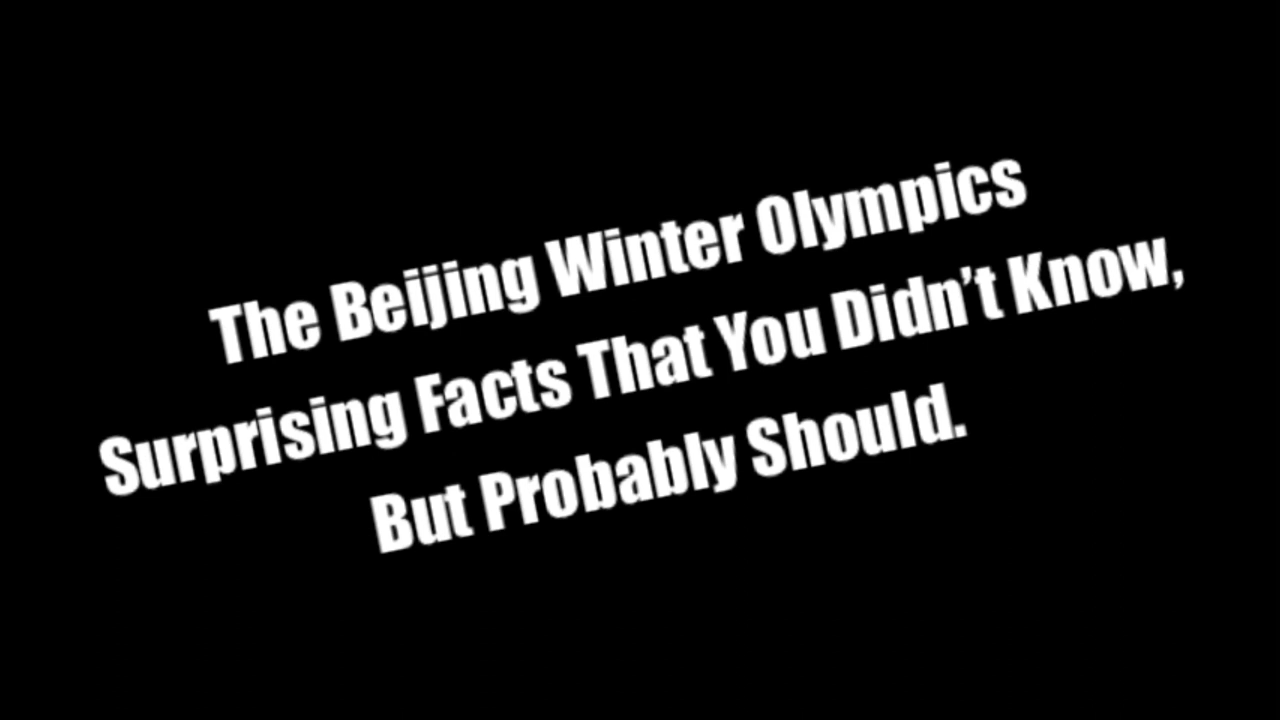 The Beijing Winter Olympics
Surprising Facts That You Didn’t Know,
But Probably Should.